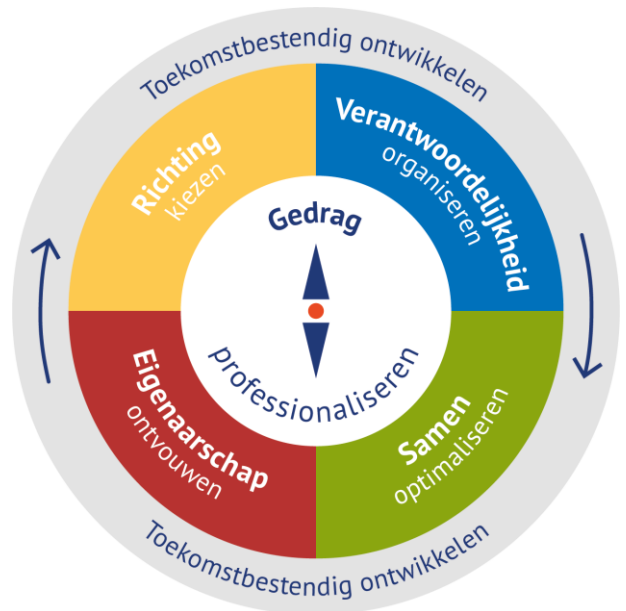 Toekomstbestendig ontwikkelen
Richting
kiezen
Verantwoordelijkheid
organiseren
Gedrag
professionaliseren
Eigenaarschap
ontvouwen
Samen
optimaliseren
Toekomstbestendig ontwikkelen